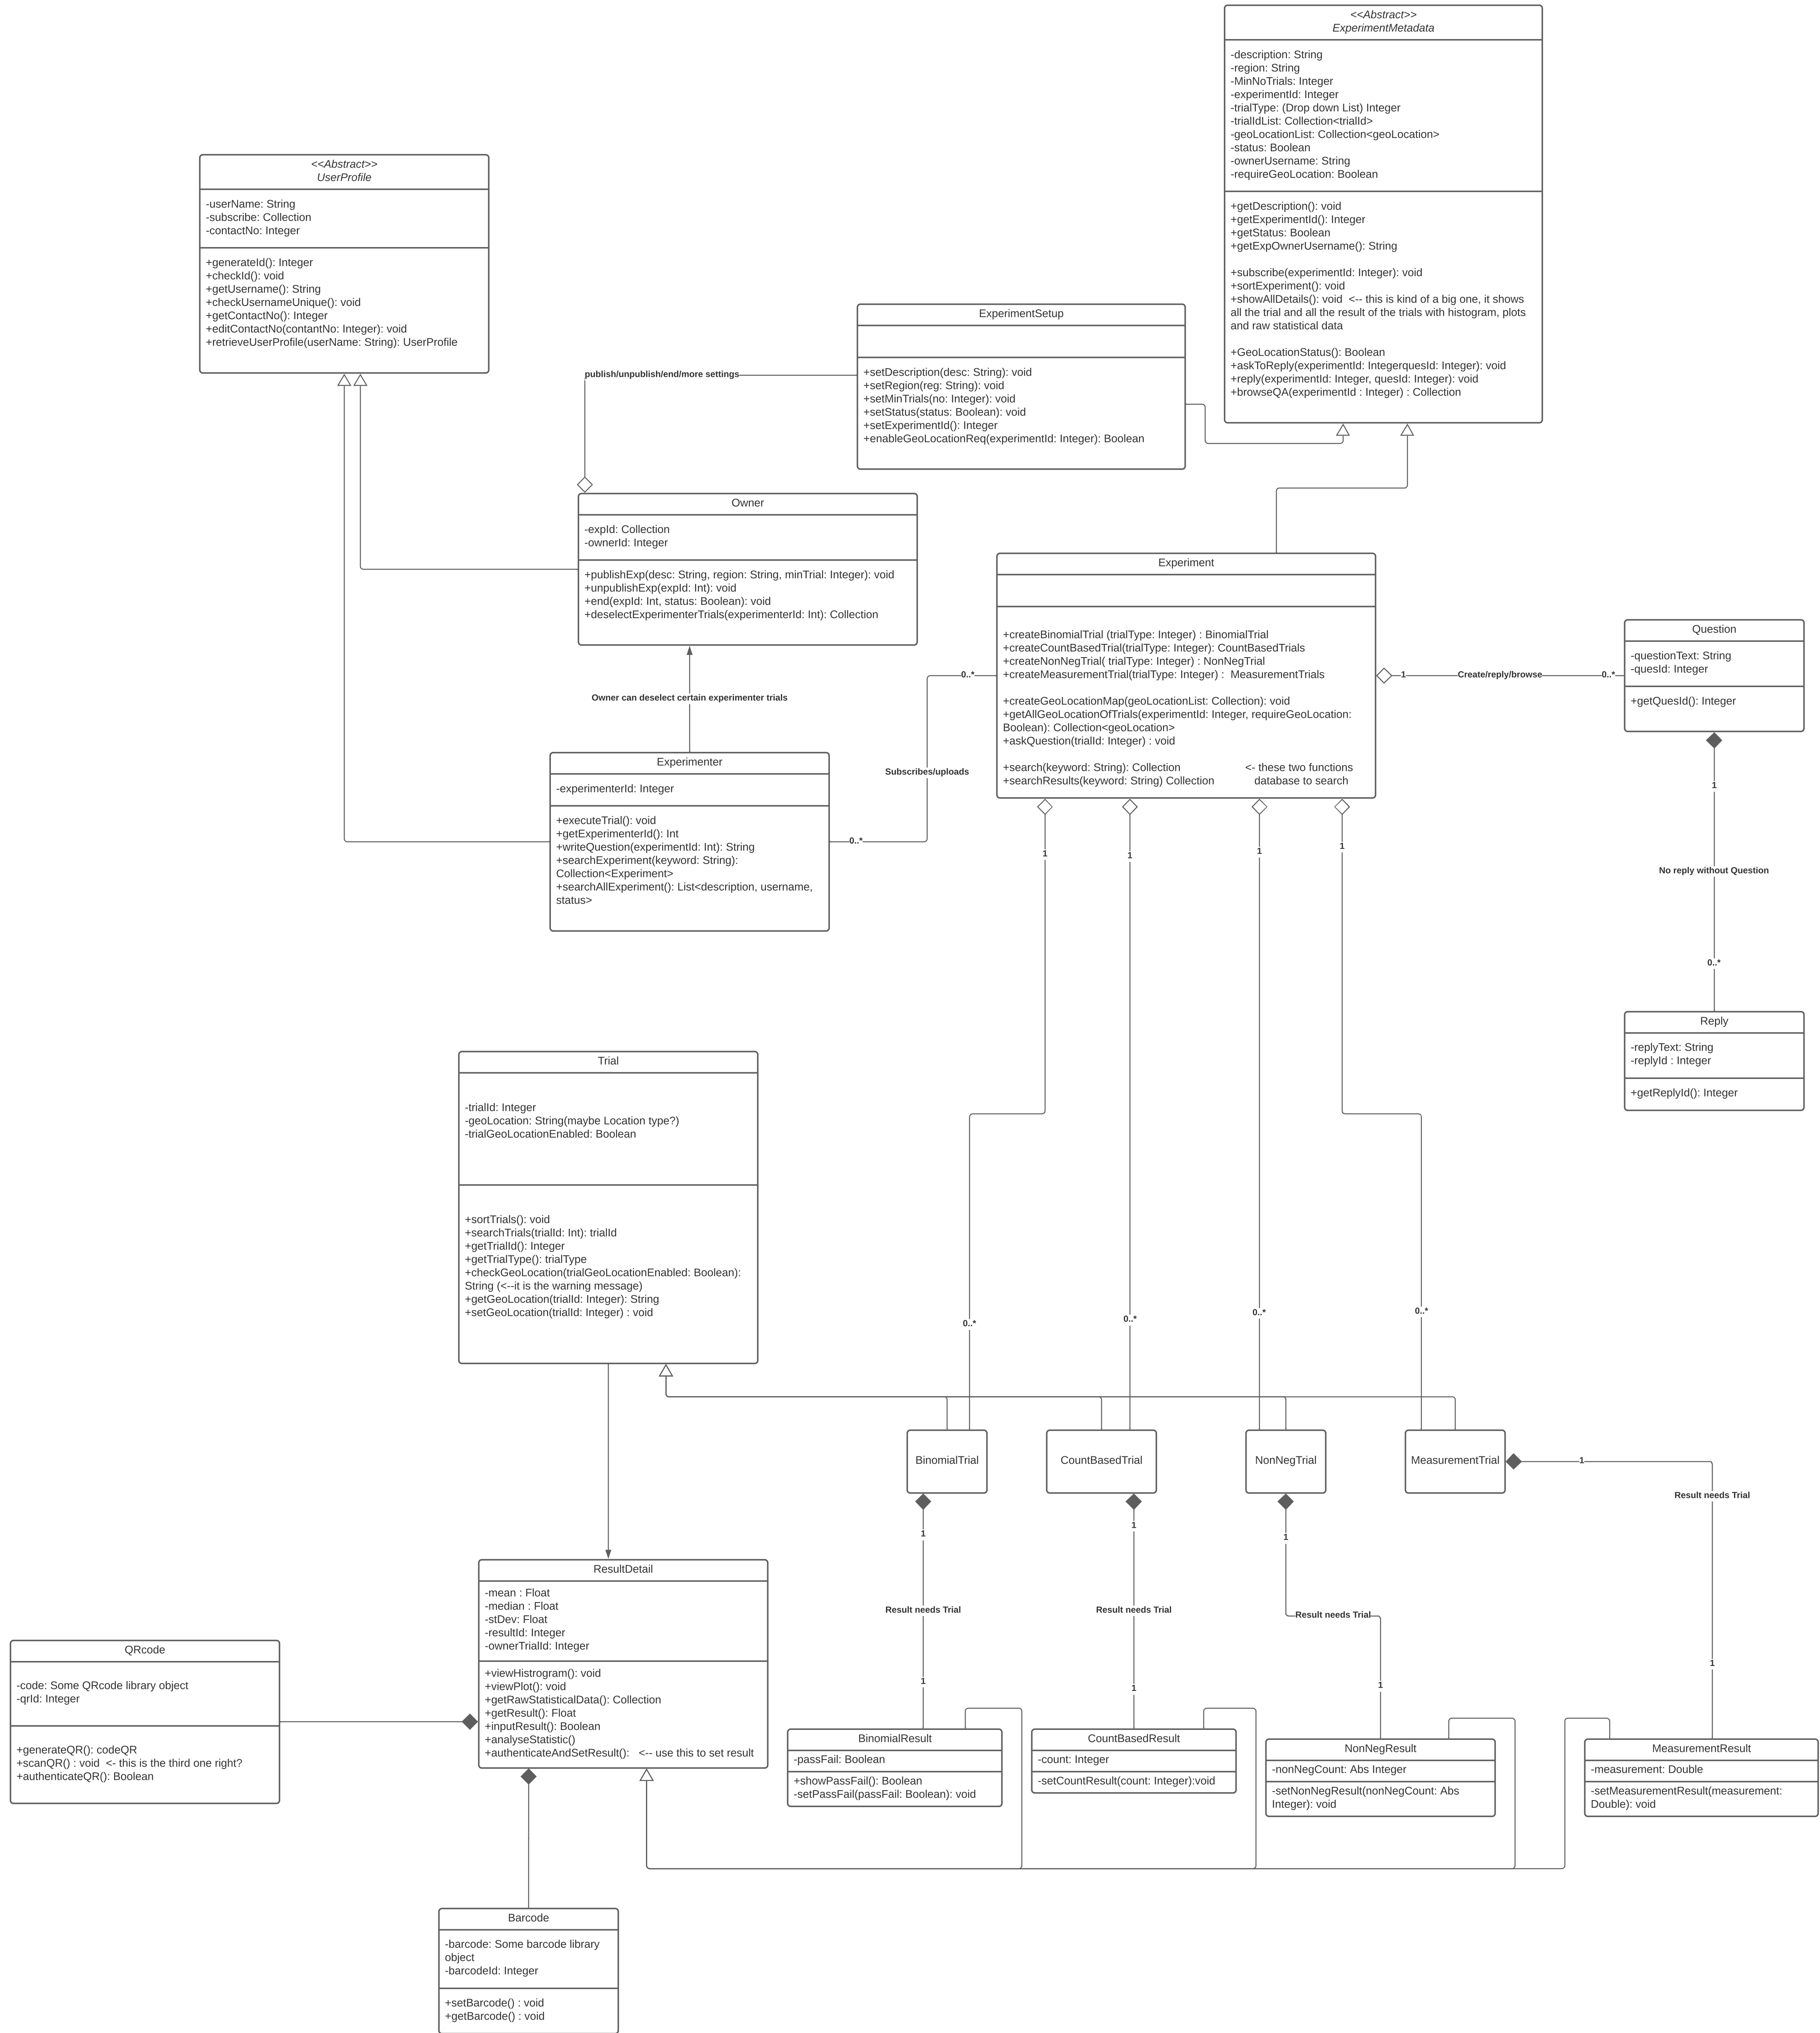 <<Abstract>>
ExperimentMetadata
-description: String
-region: String
-MinNoTrials: Integer
-experimentId: Integer
-trialType: (Drop down List) Integer
-trialIdList: Collection<trialId>
-geoLocationList: Collection<geoLocation>
-status: Boolean
-ownerUsername: String
-requireGeoLocation: Boolean
+getDescription(): void
+getExperimentId(): Integer
+getStatus: Boolean
+getExpOwnerUsername(): String
+subscribe(experimentId: Integer): void
+sortExperiment(): void
+showAllDetails(): void <-- this is kind of a big one, it shows
all the trial and all the result of the trials with histogram, plots
and raw statistical data
+GeoLocationStatus(): Boolean
+askToReply(experimentId: IntegerquesId: Integer): void
+reply(experimentId: Integer, quesId: Integer): void
+browseQA(experimentId : Integer) : Collection
<<Abstract>>
UserProfile
-userName: String
-subscribe: Collection
-contactNo: Integer
+generateId(): Integer
+checkId(): void
+getUsername(): String
+checkUsernameUnique(): void
+getContactNo(): Integer
+editContactNo(contantNo: Integer): void
+retrieveUserProfile(userName: String): UserProfile
ExperimentSetup
+setDescription(desc: String): void
+setRegion(reg: String): void
+setMinTrials(no: Integer): void
+setStatus(status: Boolean): void
+setExperimentId(): Integer
+enableGeoLocationReq(experimentId: Integer): Boolean
publish/unpublish/end/more settings
Owner
-expId: Collection
-ownerId: Integer
+publishExp(desc: String, region: String, minTrial: Integer): void
+unpublishExp(expId: Int): void
+end(expId: Int, status: Boolean): void
+deselectExperimenterTrials(experimenterId: Int): Collection
Owner can deselect certain experimenter trials
Experimenter
-experimenterId: Integer
+executeTrial(): void
+getExperimenterId(): Int
+writeQuestion(experimentId: Int): String
+searchExperiment(keyword: String):
Collection<Experiment>
+searchAllExperiment(): List<description, username,
status>
0..*
Subscribes/uploads
0..*
Experiment
+createBinomialTrial (trialType: Integer) : BinomialTrial
+createCountBasedTrial(trialType: Integer): CountBasedTrials
+createNonNegTrial( trialType: Integer) : NonNegTrial
+createMeasurementTrial(trialType: Integer) : MeasurementTrials
+createGeoLocationMap(geoLocationList: Collection): void
+getAllGeoLocationOfTrials(experimentId: Integer, requireGeoLocation:
Boolean): Collection<geoLocation>
+askQuestion(trialId: Integer) : void
+search(keyword: String): Collection <- these two functions
+searchResults(keyword: String) Collection database to search
1
Create/reply/browse
0..*
Question
-questionText: String
-quesId: Integer
+getQuesId(): Integer
1
No reply without Question
0..*
Reply
-replyText: String
-replyId : Integer
+getReplyId(): Integer
1
1
1
1
0..*
0..*
0..*
0..*
Trial
-trialId: Integer
-geoLocation: String(maybe Location type?)
-trialGeoLocationEnabled: Boolean
+sortTrials(): void
+searchTrials(trialId: Int): trialId
+getTrialId(): Integer
+getTrialType(): trialType
+checkGeoLocation(trialGeoLocationEnabled: Boolean):
String (<--it is the warning message)
+getGeoLocation(trialId: Integer): String
+setGeoLocation(trialId: Integer) : void
BinomialTrial
CountBasedTrial
NonNegTrial
MeasurementTrial
1
Result needs Trial
1
1
Result needs Trial
1
1
Result needs Trial
1
1
Result needs Trial
1
ResultDetail
-mean : Float
-median : Float
-stDev: Float
-resultId: Integer
-ownerTrialId: Integer
+viewHistrogram(): void
+viewPlot(): void
+getRawStatisticalData(): Collection
+getResult(): Float
+inputResult(): Boolean
+analyseStatistic()
+authenticateAndSetResult(): <-- use this to set result
QRcode
-code: Some QRcode library object
-qrId: Integer
+generateQR(): codeQR
+scanQR() : void <- this is the third one right?
+authenticateQR(): Boolean
BinomialResult
-passFail: Boolean
+showPassFail(): Boolean
-setPassFail(passFail: Boolean): void
CountBasedResult
-count: Integer
-setCountResult(count: Integer):void
NonNegResult
-nonNegCount: Abs Integer
-setNonNegResult(nonNegCount: Abs
Integer): void
MeasurementResult
-measurement: Double
-setMeasurementResult(measurement:
Double): void
Barcode
-barcode: Some barcode library
object
-barcodeId: Integer
+setBarcode() : void
+getBarcode() : void